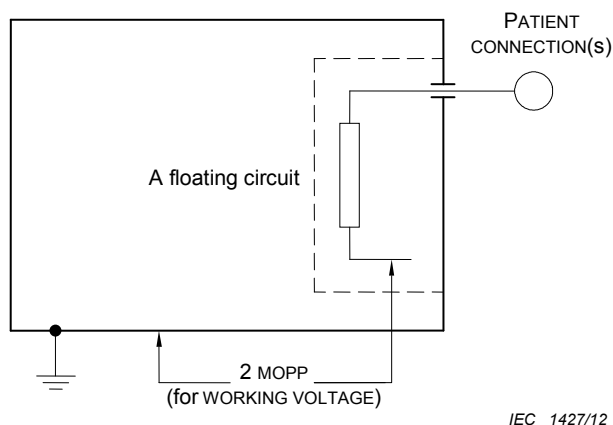 PATIENT
CONNECTION(s)
A floating circuit
2 MOPP
(for WORKING VOLTAGE)
IEC 1427/12